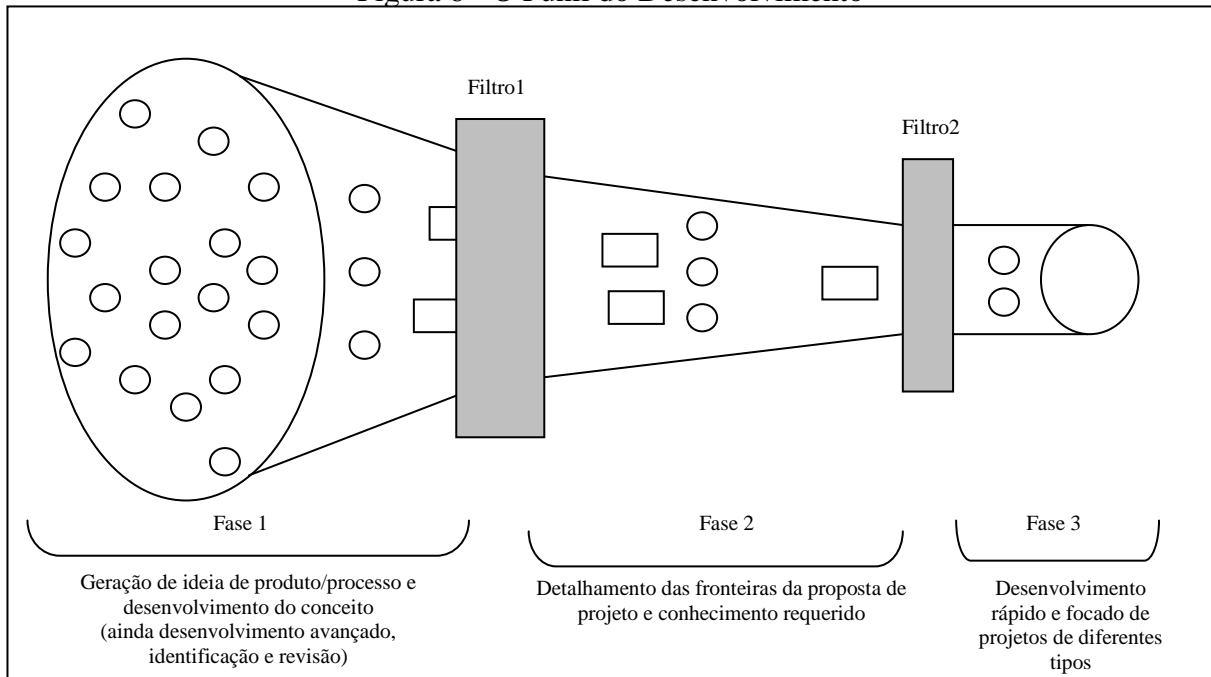 Filtro1
Filtro2
Fase 1
Fase 2
Fase 3
Geração de ideia de produto/processo e
desenvolvimento do conceito
(ainda desenvolvimento avançado,
identificação e revisão)
Detalhamento das fronteiras da proposta de
projeto e conhecimento requerido
Desenvolvimento
rápido e focado de
projetos de diferentes
tipos